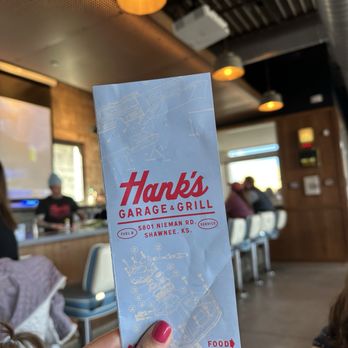 Hank's
GARAGE & GRILL
FUEL & SERVICE
5801 NIEMAN RD.
SHAWNEE, KS.
FOOD